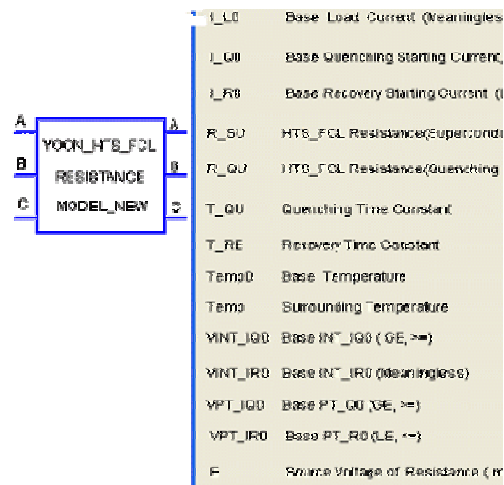 A
B
C
YOON_HTS_FCL
RESISTANCE
MODEL_NEW
A
B
C
I_L0 Base Load Current (Meaningles
I_Q0 Base Quenching Starting Current,
I_R0 Base Recovery Starting Current (L
R_SU HTS_FCL Resistance(Supercondu
R_QU HTS_FCL Resistance(Quenching
T_QU Quenching Time Constant
T_RE Recovery Time Constant
Temp0 Base Temperature
Temp Surrounding Temperature
VINT_IQ0 Base INT_IQ0 ( GE, >=)
VINT_IR0 Base INT_IR0 (Meaningless)
VPT_IQ0 Base PT_Q0 (GE, >=)
VPT_IR0 Base PT_R0 (LE, <=)
E Source Voltage of Resistance ( m